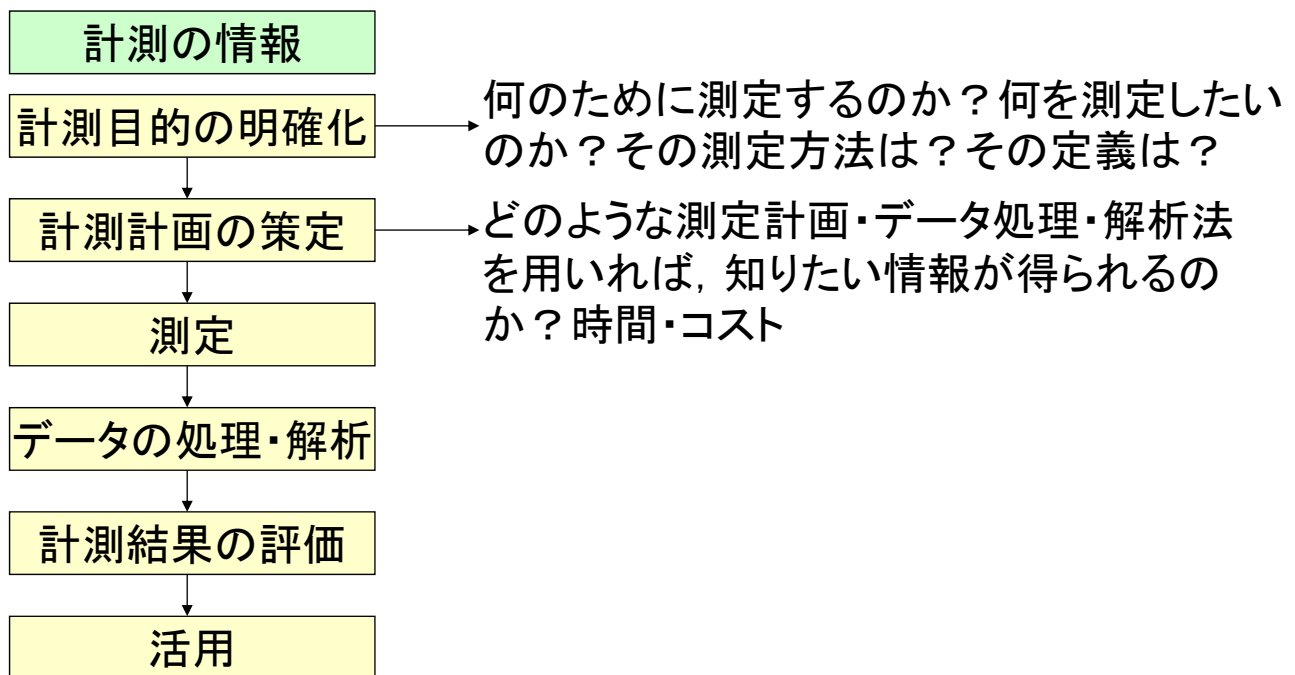 計測の情報
計測目的の明確化
何のために測定するのか？何を測定したい
のか？その測定方法は？その定義は？
計測計画の策定
どのような測定計画・データ処理・解析法
を用いれば，知りたい情報が得られるの
か？時間・コスト
測定
データの処理・解析
計測結果の評価
活用